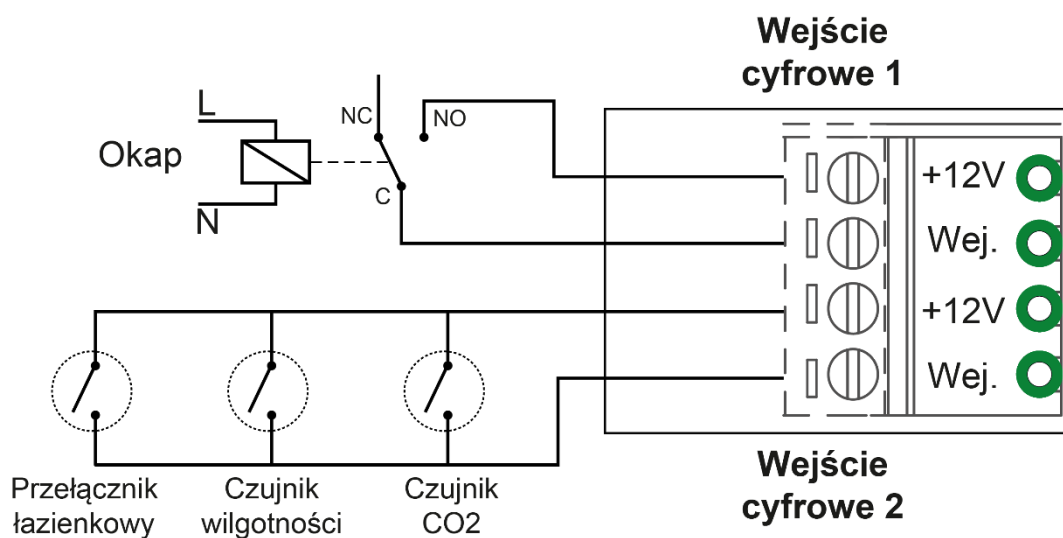 Wejście
cyfrowe 1
L
Okap
N
NC
NO
C
+12V
Wej.
+12V
Wej.
Przełącznik
łazienkowy
Czujnik
wilgotności
Czujnik
CO2
Wejście
cyfrowe 2